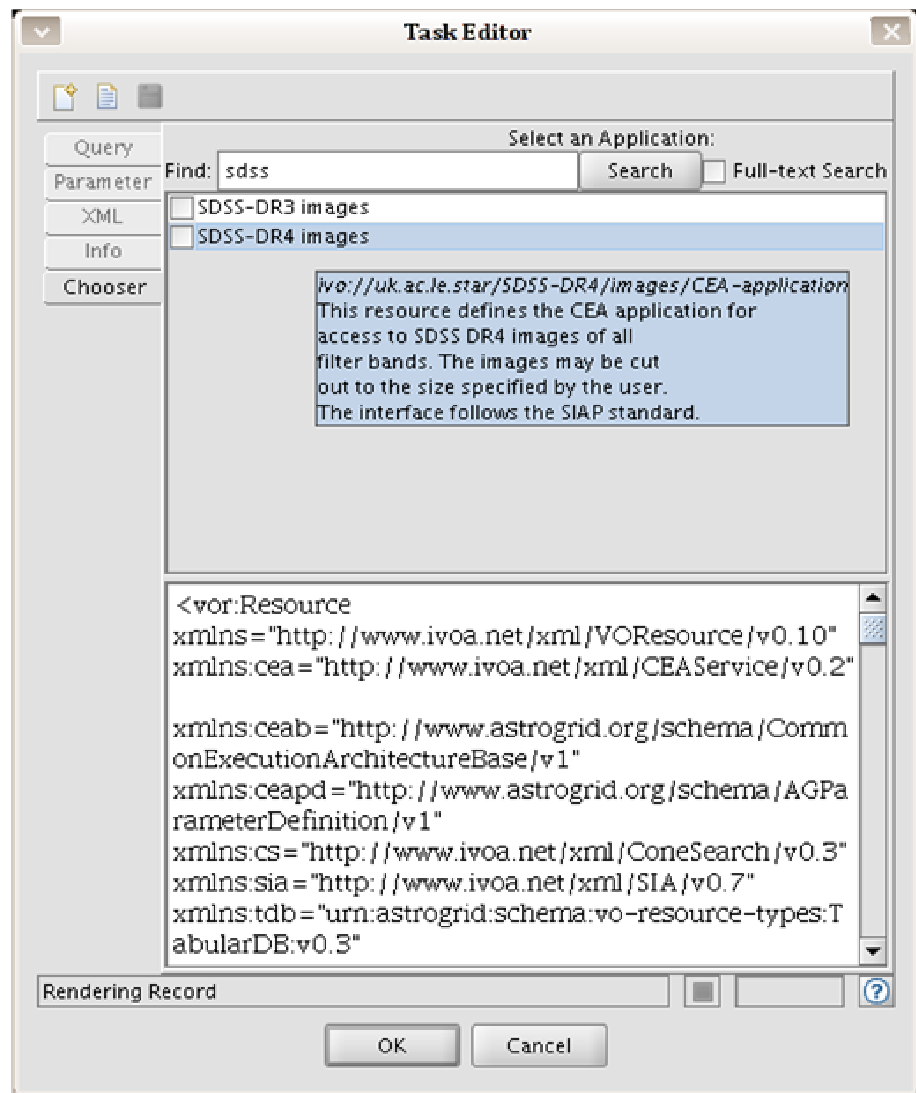 Task Editor
Select an Application:
Query
Find: sdss Search Full-text Search
Parameter
XML
Info
Chooser
SDSS-DR3 images
SDSS-DR4 images
ivo://uk.ac.le.star/SDSS-DR4/images/CEA-application
This resource defines the CEA application for
access to SDSS DR4 images of all
filter bands. The images may be cut
out to the size specified by the user.
The interface follows the SIAP standard.
<vor:Resource
xmlns="http://www.ivoa.net/xml/VOResource/v0.10"
xmlns:cea="http://www.ivoa.net/xml/CEAService/v0.2"
xmlns:ceab="http://www.astrogrid.org/schema/Comm
onExecutionArchitectureBase/v1"
xmlns:ceapd="http://www.astrogrid.org/schema/AGPa
rameterDefinition/v1"
xmlns:cs="http://www.ivoa.net/xml/ConeSearch/v0.3"
xmlns:sia="http://www.ivoa.net/xml/SIA/v0.7"
xmlns:tdb="urn:astrogrid:schema:vo-resource-types:T
abularDB:v0.3"
Rendering Record
OK Cancel